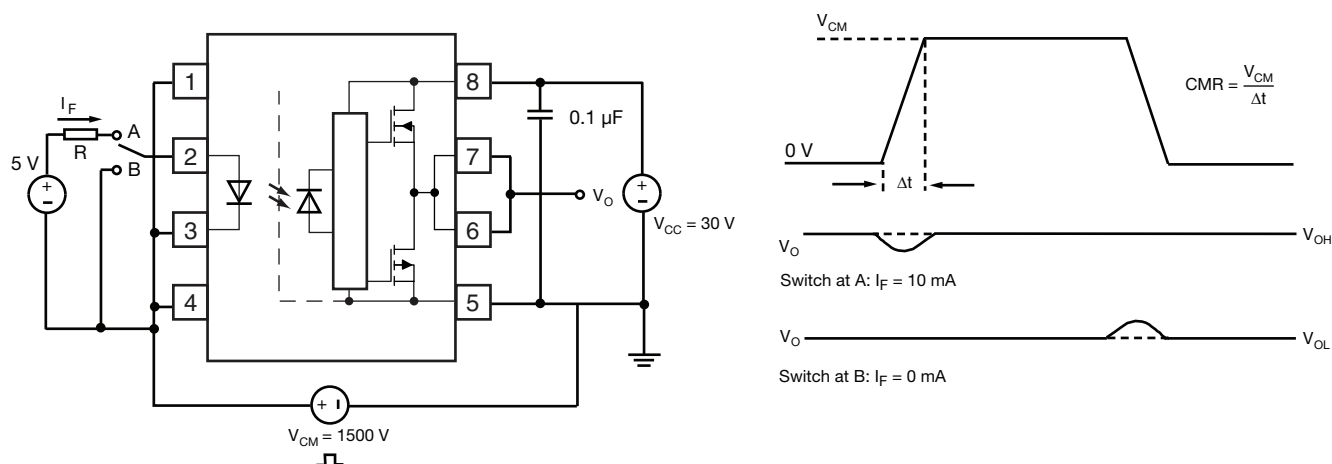 1
8
I F
A
R
B
5 V
+
-
2
3
4
7
6
5
0.1 µF
V O
+
-
V CC = 30 V
+ -
V CM = 1500 V
V CM
CMR = V CM / Δt
0 V
Δt
V O
V OH
Switch at A: I F = 10 mA
V O
V OL
Switch at B: I F = 0 mA